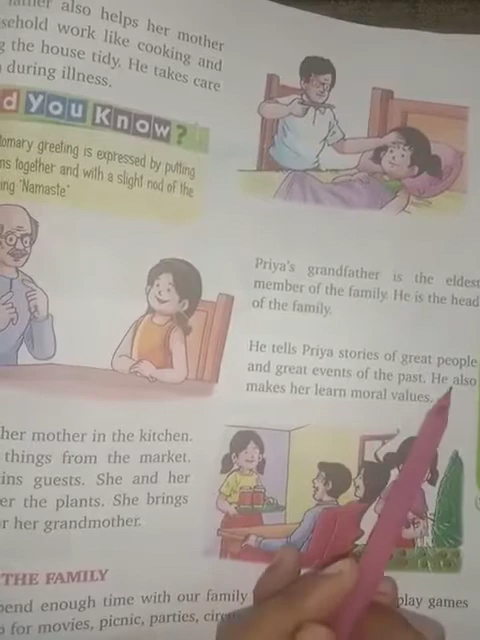 also helps her mother
sehold work like cooking and
the house tidy. He takes care
during illness.
d you Know?
tomary greeting is expressed by putting
ns together and with a slight nod of the
ing 'Namaste'
Priya's grandfather is the eldest
member of the family. He is the head
of the family.
He tells Priya stories of great people
and great events of the past. He also
makes her learn moral values.
her mother in the kitchen.
things from the market.
ins guests. She and her
er the plants. She brings
r her grandmother.
THE FAMILY
pend enough time with our family play games
for movies, picnic, parties, circ